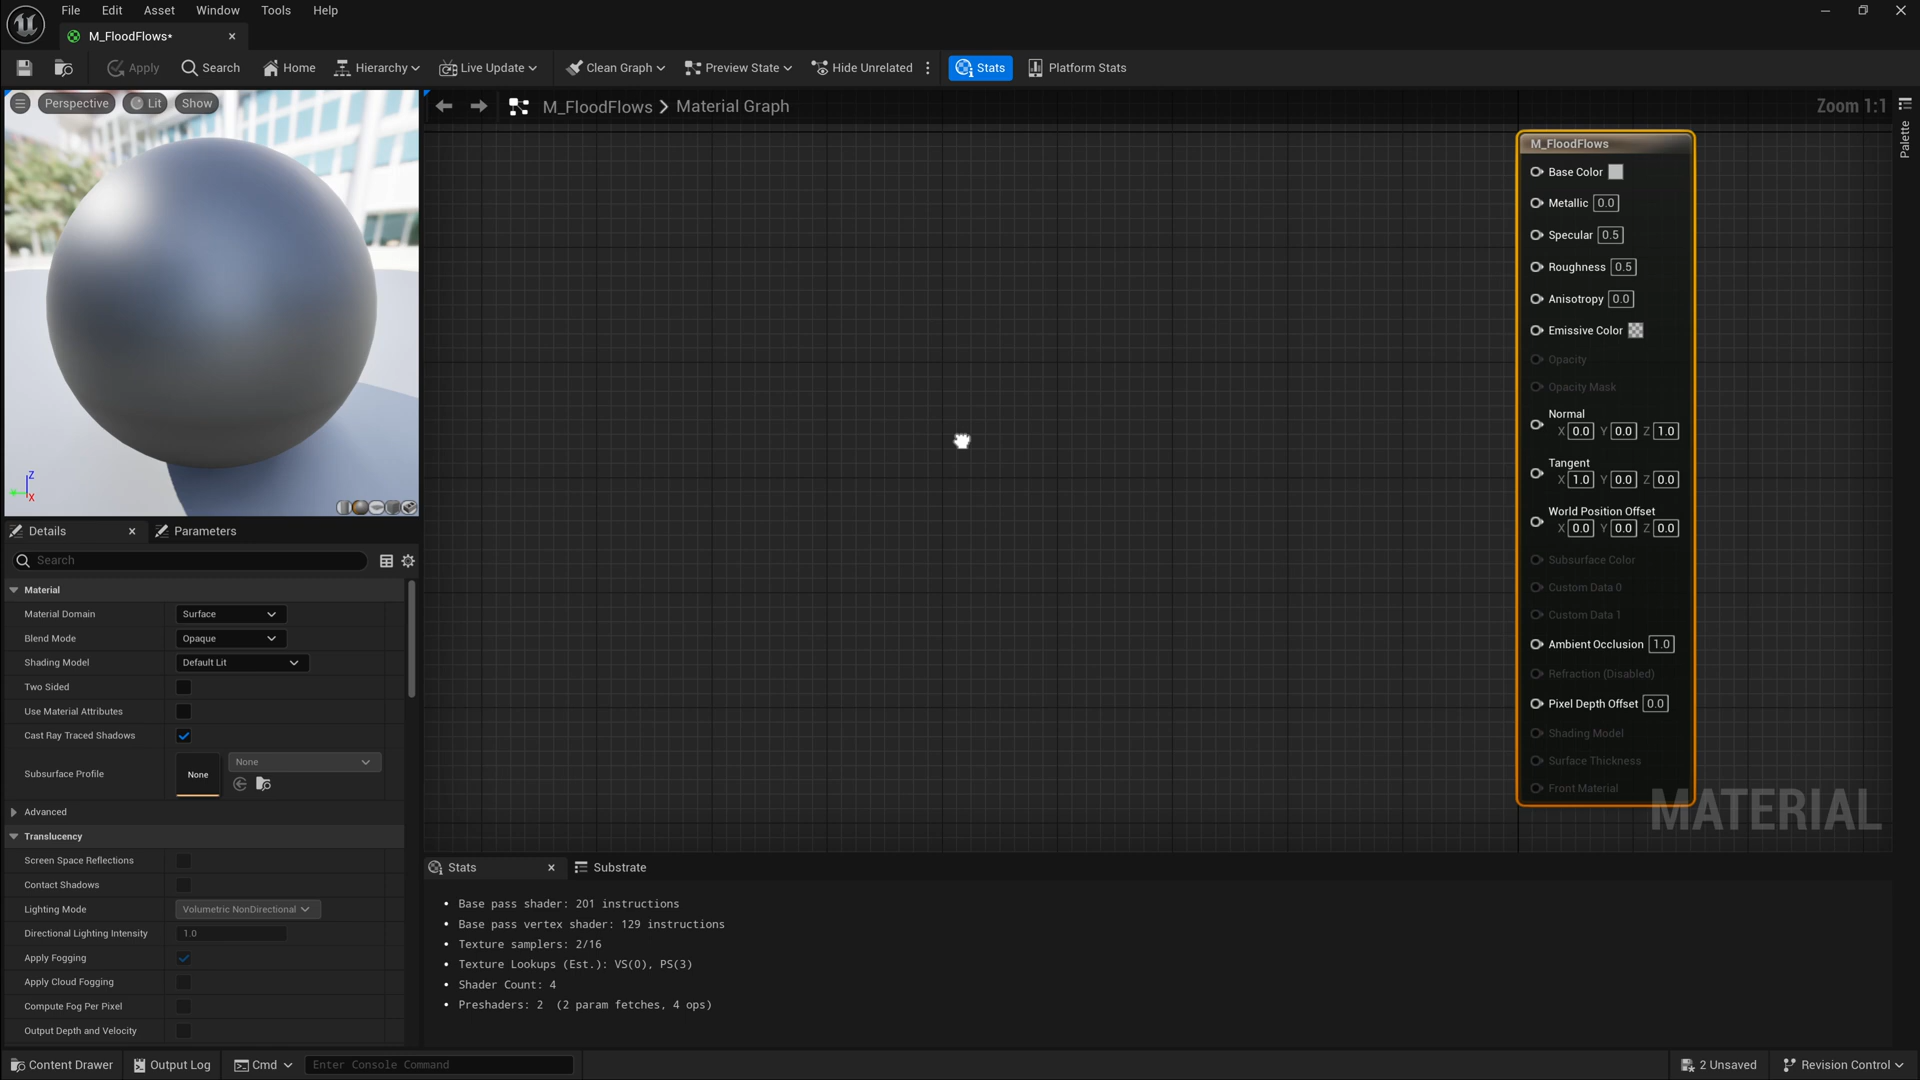 File Edit Asset Window Tools Help
M_FloodFlows*
Apply Search Home Hierarchy Live Update Clean Graph Preview State Hide Unrelated Stats Platform Stats
Perspective Lit Show
M_FloodFlows > Material Graph
Zoom 1:1
Palette
M_FloodFlows
Base Color
Metallic 0.0
Specular 0.5
Roughness 0.5
Anisotropy 0.0
Emissive Color
Opacity
Opacity Mask
Normal
X 0.0 Y 0.0 Z 1.0
Tangent
X 1.0 Y 0.0 Z 0.0
World Position Offset
X 0.0 Y 0.0 Z 0.0
Subsurface Color
Custom Data 0
Custom Data 1
Ambient Occlusion 1.0
Refraction (Disabled)
Pixel Depth Offset 0.0
Shading Model
Surface Thickness
Front Material
MATERIAL
Z
X
Details Parameters
Search
Material
Material Domain Surface
Blend Mode Opaque
Shading Model Default Lit
Two Sided
Use Material Attributes
Cast Ray Traced Shadows
Subsurface Profile None None
Advanced
Translucency
Screen Space Reflections
Contact Shadows
Lighting Mode Volumetric NonDirectional
Directional Lighting Intensity 1.0
Apply Fogging
Apply Cloud Fogging
Compute Fog Per Pixel
Output Depth and Velocity
Stats Substrate
• Base pass shader: 201 instructions
• Base pass vertex shader: 129 instructions
• Texture samplers: 2/16
• Texture Lookups (Est.): VS(0), PS(3)
• Shader Count: 4
• Preshaders: 2 (2 param fetches, 4 ops)
Content Drawer Output Log Cmd Enter Console Command 2 Unsaved Revision Control